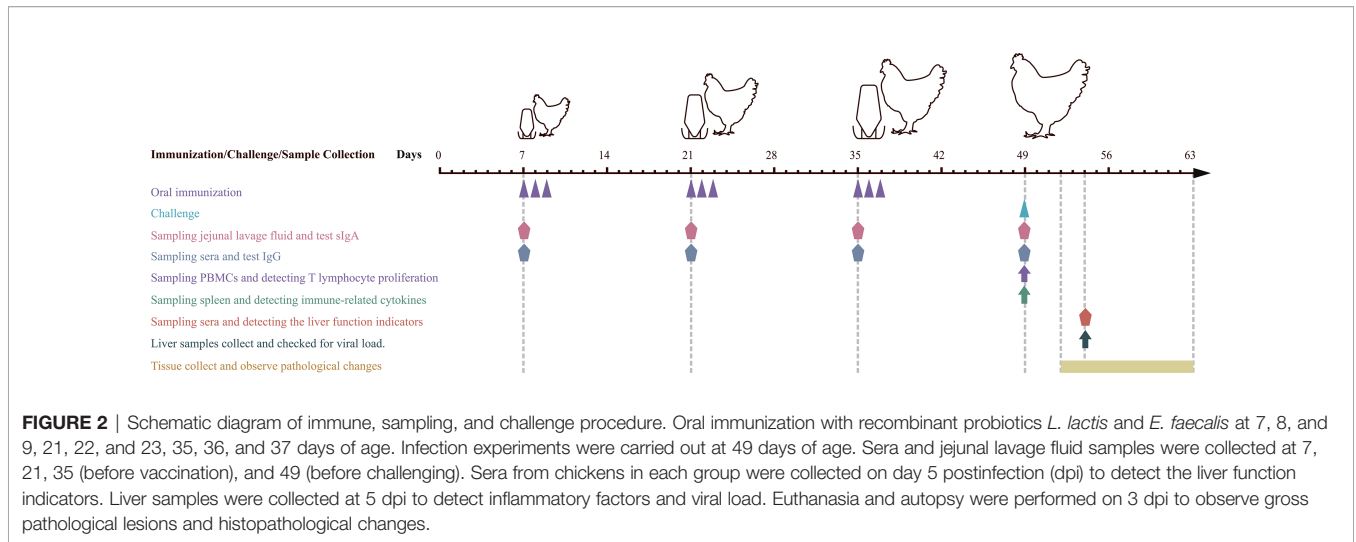 Immunization/Challenge/Sample Collection Days 0 7 14 21 28 35 42 49 56 63
Oral immunization
Challenge
Sampling jejunal lavage fluid and test sIgA
Sampling sera and test IgG
Sampling PBMCs and detecting T lymphocyte proliferation
Sampling spleen and detecting immune-related cytokines
Sampling sera and detecting the liver function indicators
Liver samples collect and checked for viral load.
Tissue collect and observe pathological changes
FIGURE 2 | Schematic diagram of immune, sampling, and challenge procedure. Oral immunization with recombinant probiotics L. lactis and E. faecalis at 7, 8, and
9, 21, 22, and 23, 35, 36, and 37 days of age. Infection experiments were carried out at 49 days of age. Sera and jejunal lavage fluid samples were collected at 7,
21, 35 (before vaccination), and 49 (before challenging). Sera from chickens in each group were collected on day 5 postinfection (dpi) to detect the liver function
indicators. Liver samples were collected at 5 dpi to detect inflammatory factors and viral load. Euthanasia and autopsy were performed on 3 dpi to observe gross
pathological lesions and histopathological changes.